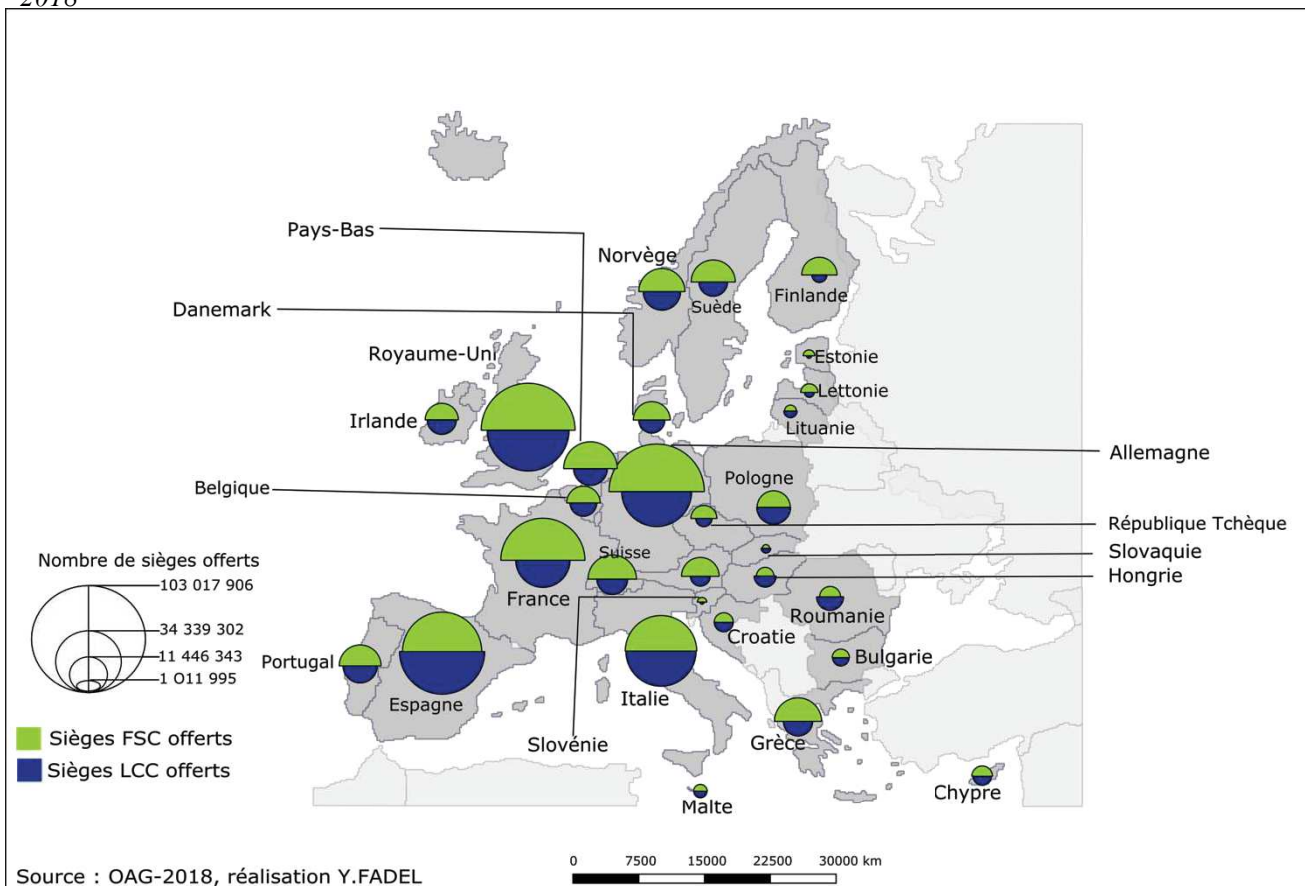 2018
Pays-Bas
Norvège
Suède
Finlande
Danemark
Royaume-Uni
Estonie
Lettonie
Lituanie
Irlande
Allemagne
Pologne
Belgique
République Tchèque
Slovaquie
Hongrie
Suisse
France
Roumanie
Croatie
Bulgarie
Nombre de sièges offerts
103 017 906
34 339 302
11 446 343
1 O11 995
Portugal
Espagne
Italie
Slovénie
Grèce
Malte
Chypre
Sièges FSC offerts
Sièges LCC offerts
0 7500 15000 22500 30000 km
Source : OAG-2018, réalisation Y.FADEL